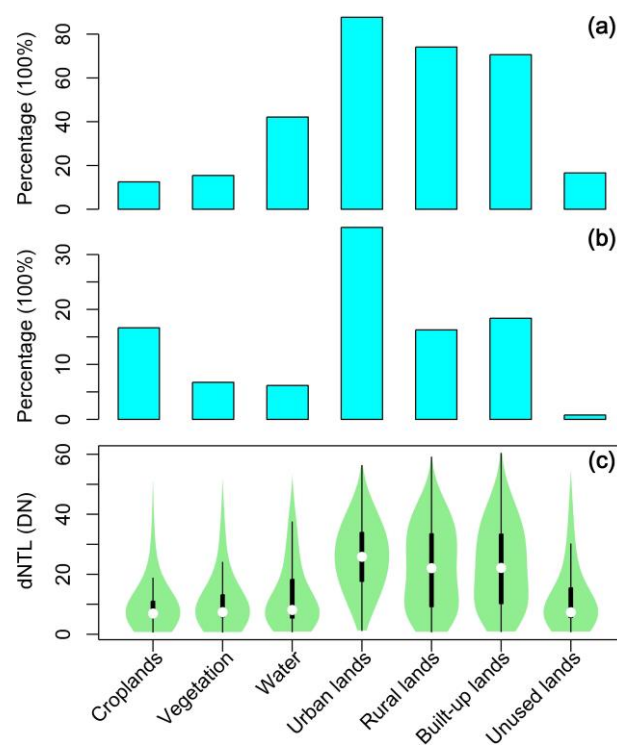 (a)
Percentage (100%)
80
60
40
20
0
(b)
Percentage (100%)
30
20
10
0
(c)
dNTL (DN)
60
40
20
0
Croplands
Vegetation
Water
Urban lands
Rural lands
Built-up lands
Unused lands